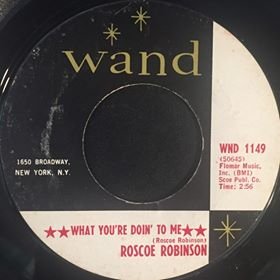 wand
WND 1149
(S0645)
Flomar Music,
Inc. (BMI)
Scoe Publ. Co.
Time: 2:56
1650 BROADWAY,
NEW YORK, N.Y.
★★WHAT YOU'RE DOIN' TO ME★★
(Roscoe Robinson)
ROSCOE ROBINSON